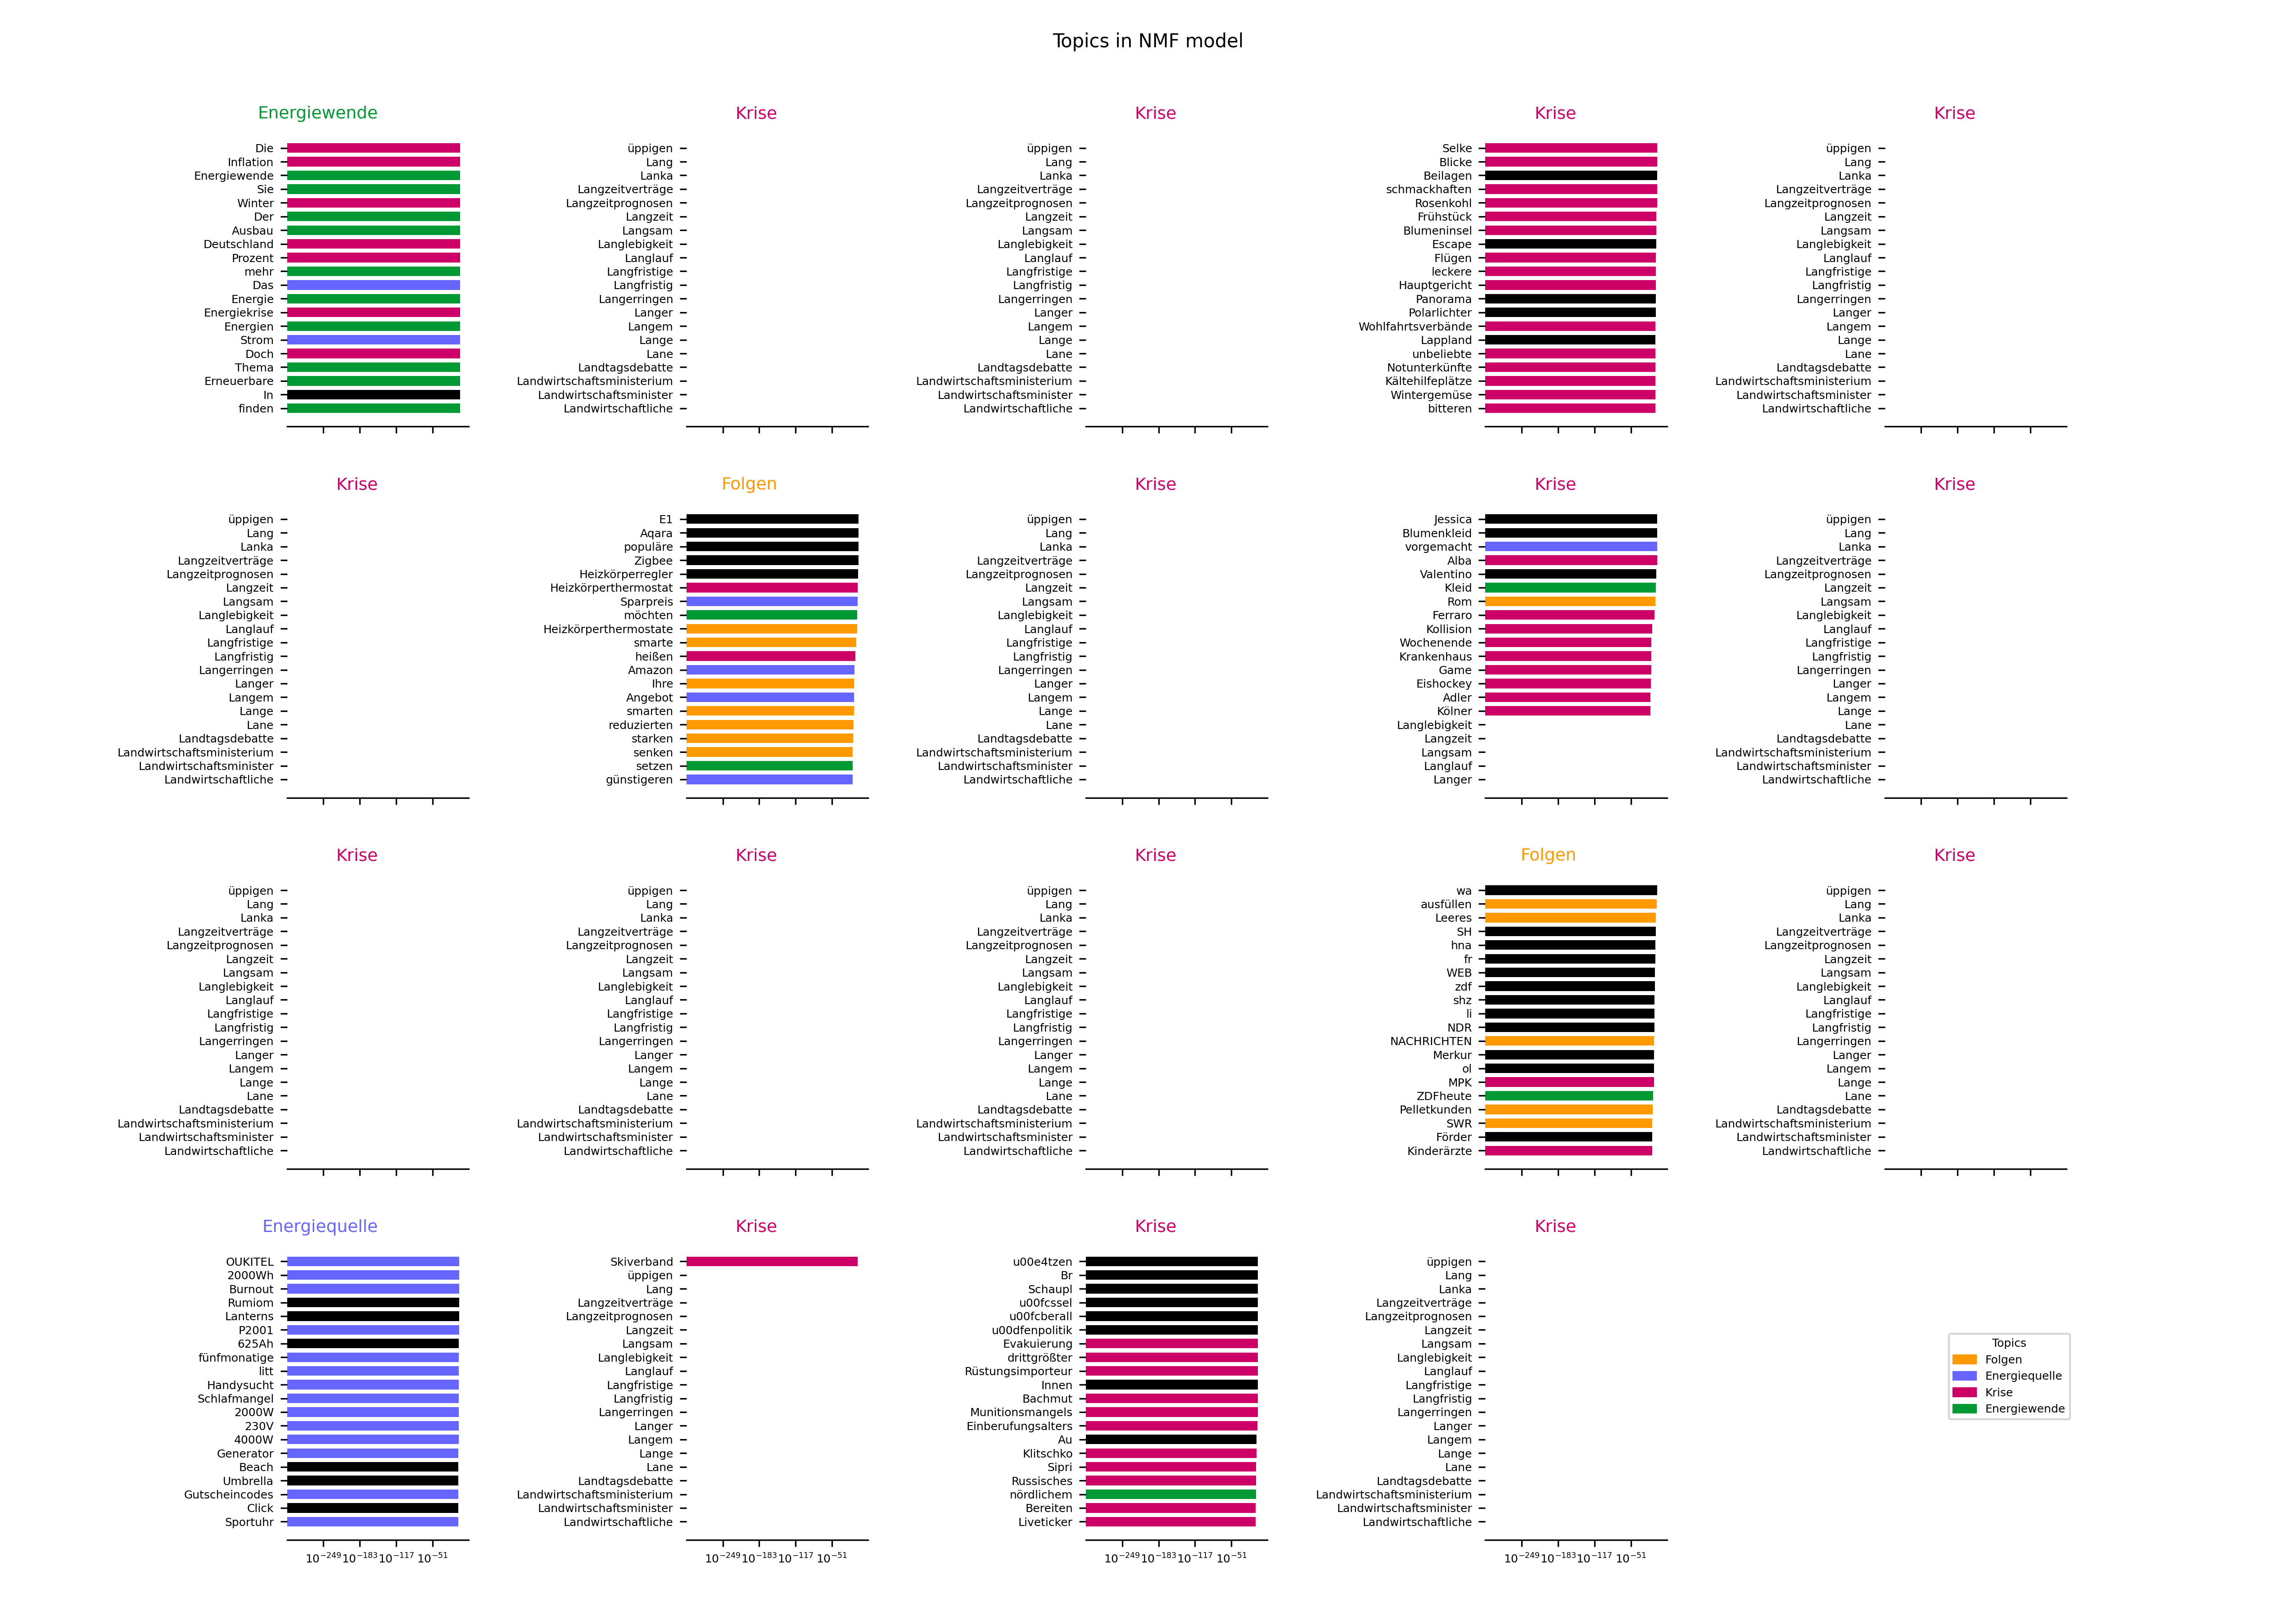 Topics in NMF model
Energiewende
Die
Inflation
Energiewende
Sie
Winter
Der
Ausbau
Deutschland
Prozent
mehr
Das
Energie
Energiekrise
Energien
Strom
Doch
Thema
Erneuerbare
In
finden
Krise
üppigen
Lang
Lanka
Langzeitverträge
Langzeitprognosen
Langzeit
Langsam
Langlebigkeit
Langlauf
Langfristige
Langfristig
Langerringen
Langer
Langem
Lange
Lane
Landtagsdebatte
Landwirtschaftsministerium
Landwirtschaftsminister
Landwirtschaftliche
Krise
üppigen
Lang
Lanka
Langzeitverträge
Langzeitprognosen
Langzeit
Langsam
Langlebigkeit
Langlauf
Langfristige
Langfristig
Langerringen
Langer
Langem
Lange
Lane
Landtagsdebatte
Landwirtschaftsministerium
Landwirtschaftsminister
Landwirtschaftliche
Krise
Selke
Blicke
Beilagen
schmackhaften
Rosenkohl
Frühstück
Blumeninsel
Escape
Flügen
leckere
Hauptgericht
Panorama
Polarlichter
Wohlfahrtsverbände
Lappland
unbeliebte
Notunterkünfte
Kältehilfeplätze
Wintergemüse
bitteren
Krise
üppigen
Lang
Lanka
Langzeitverträge
Langzeitprognosen
Langzeit
Langsam
Langlebigkeit
Langlauf
Langfristige
Langfristig
Langerringen
Langer
Langem
Lange
Lane
Landtagsdebatte
Landwirtschaftsministerium
Landwirtschaftsminister
Landwirtschaftliche
Krise
üppigen
Lang
Lanka
Langzeitverträge
Langzeitprognosen
Langzeit
Langsam
Langlebigkeit
Langlauf
Langfristige
Langfristig
Langerringen
Langer
Langem
Lange
Lane
Landtagsdebatte
Landwirtschaftsministerium
Landwirtschaftsminister
Landwirtschaftliche
Folgen
E1
Aqara
populäre
Zigbee
Heizkörperregler
Heizkörperthermostat
Sparpreis
möchten
Heizkörperthermostate
smarte
heißen
Amazon
Ihre
Angebot
smarten
reduzierten
starken
senken
setzen
günstigeren
Krise
üppigen
Lang
Lanka
Langzeitverträge
Langzeitprognosen
Langzeit
Langsam
Langlebigkeit
Langlauf
Langfristige
Langfristig
Langerringen
Langer
Langem
Lange
Lane
Landtagsdebatte
Landwirtschaftsministerium
Landwirtschaftsminister
Landwirtschaftliche
Krise
Jessica
Blumenkleid
vorgemacht
Alba
Valentino
Kleid
Rom
Ferraro
Kollision
Wochenende
Krankenhaus
Game
Eishockey
Adler
Kölner
Langlebigkeit
Langzeit
Langsam
Langlauf
Langer
Krise
üppigen
Lang
Lanka
Langzeitverträge
Langzeitprognosen
Langzeit
Langsam
Langlebigkeit
Langlauf
Langfristige
Langfristig
Langerringen
Langer
Langem
Lange
Lane
Landtagsdebatte
Landwirtschaftsministerium
Landwirtschaftsminister
Landwirtschaftliche
Krise
üppigen
Lang
Lanka
Langzeitverträge
Langzeitprognosen
Langzeit
Langsam
Langlebigkeit
Langlauf
Langfristige
Langfristig
Langerringen
Langer
Langem
Lange
Lane
Landtagsdebatte
Landwirtschaftsministerium
Landwirtschaftsminister
Landwirtschaftliche
Krise
üppigen
Lang
Lanka
Langzeitverträge
Langzeitprognosen
Langzeit
Langsam
Langlebigkeit
Langlauf
Langfristige
Langfristig
Langerringen
Langer
Langem
Lange
Lane
Landtagsdebatte
Landwirtschaftsministerium
Landwirtschaftsminister
Landwirtschaftliche
Krise
üppigen
Lang
Lanka
Langzeitverträge
Langzeitprognosen
Langzeit
Langsam
Langlebigkeit
Langlauf
Langfristige
Langfristig
Langerringen
Langer
Langem
Lange
Lane
Landtagsdebatte
Landwirtschaftsministerium
Landwirtschaftsminister
Landwirtschaftliche
Folgen
wa
ausfüllen
Leeres
SH
hna
fr
WEB
zdf
shz
li
NDR
NACHRICHTEN
Merkur
ol
MPK
ZDFheute
Pelletkunden
SWR
Förder
Kinderärzte
Krise
üppigen
Lang
Lanka
Langzeitverträge
Langzeitprognosen
Langzeit
Langsam
Langlebigkeit
Langlauf
Langfristige
Langfristig
Langerringen
Langer
Langem
Lange
Lane
Landtagsdebatte
Landwirtschaftsministerium
Landwirtschaftsminister
Landwirtschaftliche
Energiequelle
OUKITEL
2000Wh
Burnout
Rumiom
Lanterns
P2001
625Ah
fünfmonatige
litt
Handysucht
Schlafmangel
2000W
230V
4000W
Generator
Beach
Umbrella
Gutscheincodes
Click
Sportuhr
10⁻²⁴⁹ 10⁻¹⁸³ 10⁻¹¹⁷ 10⁻⁵¹
Krise
Skiverband
üppigen
Lang
Langzeitverträge
Langzeitprognosen
Langzeit
Langsam
Langlebigkeit
Langlauf
Langfristige
Langfristig
Langerringen
Langer
Langem
Lange
Lane
Landtagsdebatte
Landwirtschaftsministerium
Landwirtschaftsminister
Landwirtschaftliche
10⁻²⁴⁹ 10⁻¹⁸³ 10⁻¹¹⁷ 10⁻⁵¹
Krise
u00e4tzen
Br
Schaupl
u00fcssel
u00fcberall
u00dfenpolitik
Evakuierung
drittgrößter
Rüstungsimporteur
Innen
Bachmut
Munitionsmangels
Einberufungsalters
Au
Klitschko
Sipri
Russisches
nördlichem
Bereiten
Liveticker
10⁻²⁴⁹ 10⁻¹⁸³ 10⁻¹¹⁷ 10⁻⁵¹
Krise
üppigen
Lang
Lanka
Langzeitverträge
Langzeitprognosen
Langzeit
Langsam
Langlebigkeit
Langlauf
Langfristige
Langfristig
Langerringen
Langer
Langem
Lange
Lane
Landtagsdebatte
Landwirtschaftsministerium
Landwirtschaftsminister
Landwirtschaftliche
10⁻²⁴⁹ 10⁻¹⁸³ 10⁻¹¹⁷ 10⁻⁵¹
Topics
Folgen
Energiequelle
Krise
Energiewende